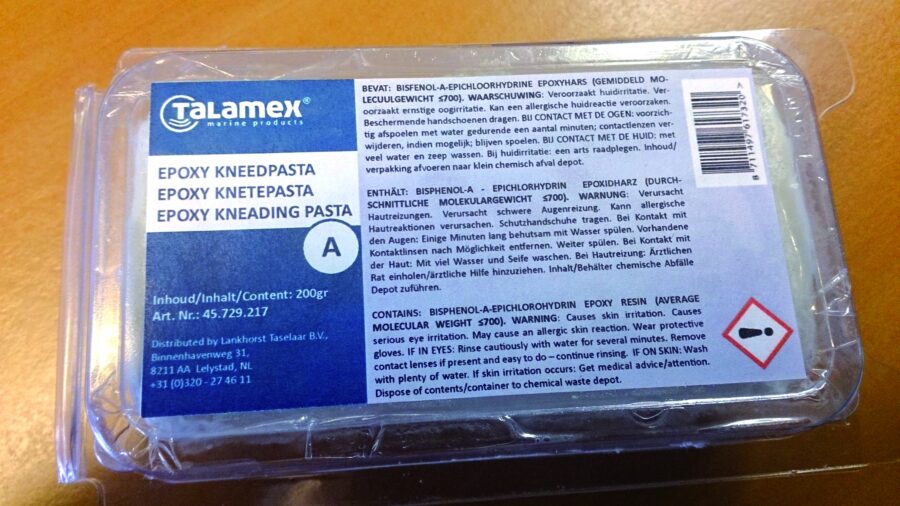 TALAMEX®
marine products
EPOXY KNEEDPASTA
EPOXY KNETEPASTA
EPOXY KNEADING PASTA
A
Inhoud/Inhalt/Content: 200gr
Art. Nr.: 45.729.217
Distributed by Lankhorst Taselaar B.V.,
Binnenhavenweg 31,
8211 AA Lelystad, NL
+31 (0)320 - 27 46 11
BEVAT: BISFENOL-A-EPICHLOORHYDRINE EPOXYHARS (GEMIDDELD MO-
LECUULGEWICHT ≤700). WAARSCHUWING: Veroorzaakt huidirritatie. Ver-
oorzaakt ernstige oogirritatie. Kan een allergische huidreactie veroorzaken.
Beschermende handschoenen dragen. BIJ CONTACT MET DE OGEN: voorzich-
tig afspoelen met water gedurende een aantal minuten; contactlenzen ver-
wijderen, indien mogelijk; blijven spoelen. BIJ CONTACT MET DE HUID: met
veel water en zeep wassen. Bij huidirritatie: een arts raadplegen. Inhoud/
verpakking afvoeren naar klein chemisch afval depot.
ENTHÄLT: BISPHENOL-A - EPICHLORHYDRIN EPOXIDHARZ (DURCH-
SCHNITTLICHE MOLEKULARGEWICHT ≤700). WARNUNG: Verursacht
Hautreizungen. Verursacht schwere Augenreizung. Kann allergische
Hautreaktionen verursachen. Schutzhandschuhe tragen. Bei Kontakt mit
den Augen: Einige Minuten lang behutsam mit Wasser spülen. Vorhandene
Kontaktlinsen nach Möglichkeit entfernen. Weiter spülen. Bei Kontakt mit
der Haut: Mit viel Wasser und Seife waschen. Bei Hautreizung: Ärztlichen
Rat einholen/ärztliche Hilfe hinzuziehen. Inhalt/Behälter chemische Abfälle
Depot zuführen.
CONTAINS: BISPHENOL-A-EPICHLOROHYDRIN EPOXY RESIN (AVERAGE
MOLECULAR WEIGHT ≤700). WARNING: Causes skin irritation. Causes
serious eye irritation. May cause an allergic skin reaction. Wear protective
gloves. IF IN EYES: Rinse cautiously with water for several minutes. Remove
contact lenses if present and easy to do – continue rinsing. IF ON SKIN: Wash
with plenty of water. If skin irritation occurs: Get medical advice/attention.
Dispose of contents/container to chemical waste depot.
8 711497 617320 >